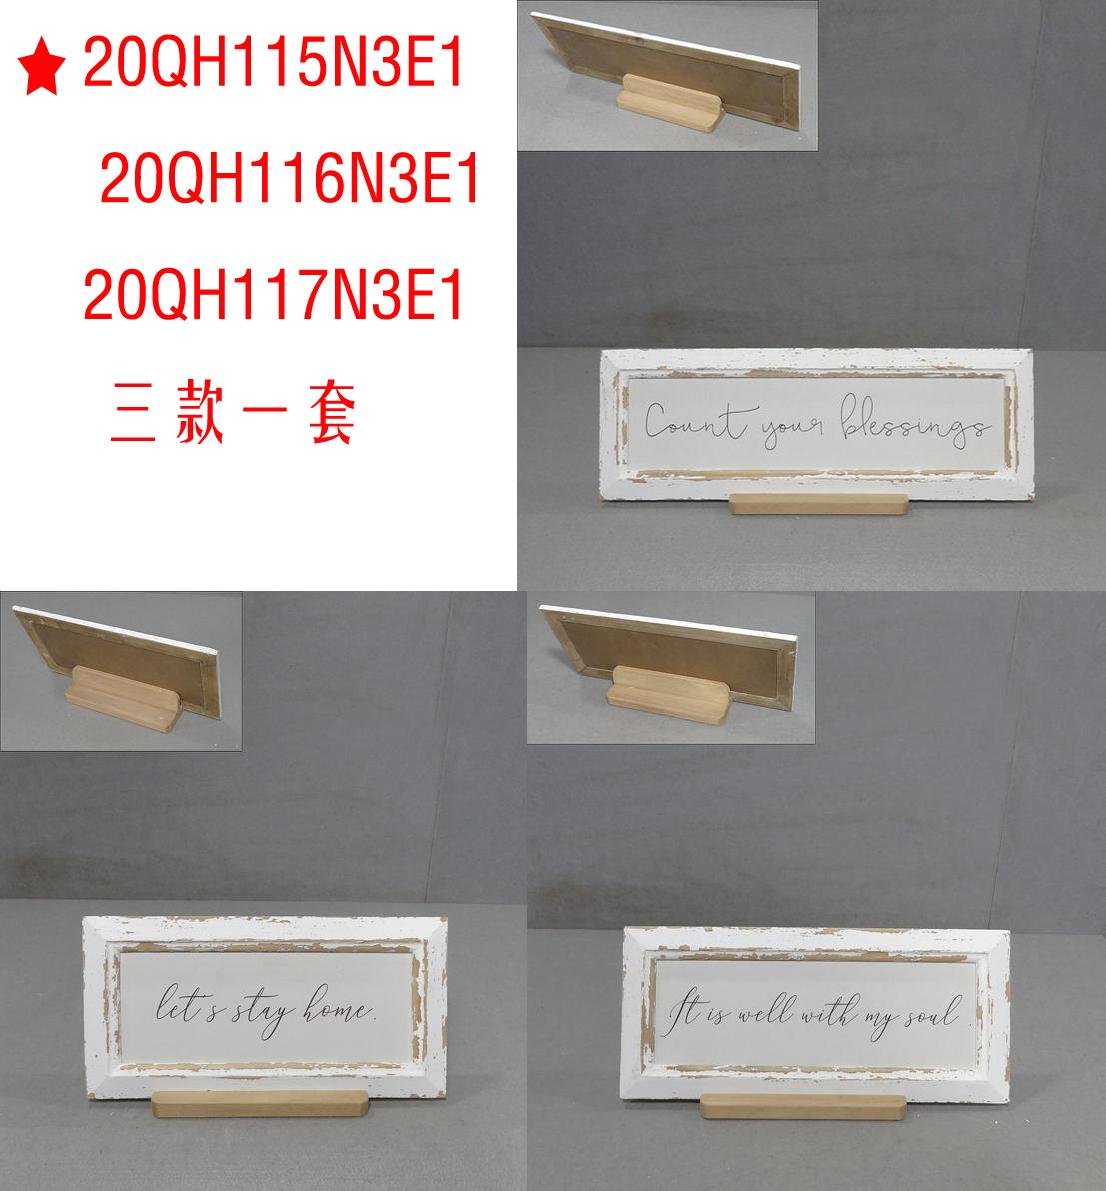 ★20QH115N3E1
20QH116N3E1
20QH117N3E1
三款一套
Count your blessings
let's stay home.
It is well with my soul.